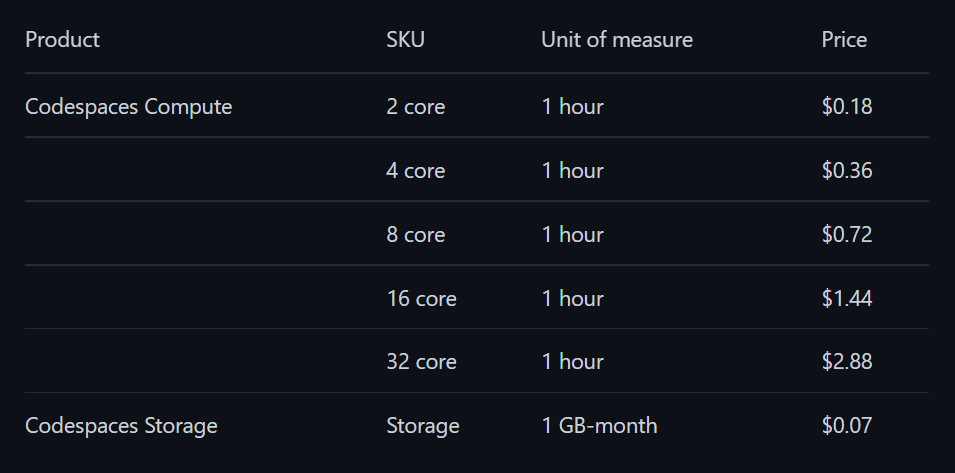 Product SKU Unit of measure Price
Codespaces Compute 2 core 1 hour $0.18
4 core 1 hour $0.36
8 core 1 hour $0.72
16 core 1 hour $1.44
32 core 1 hour $2.88
Codespaces Storage Storage 1 GB-month $0.07